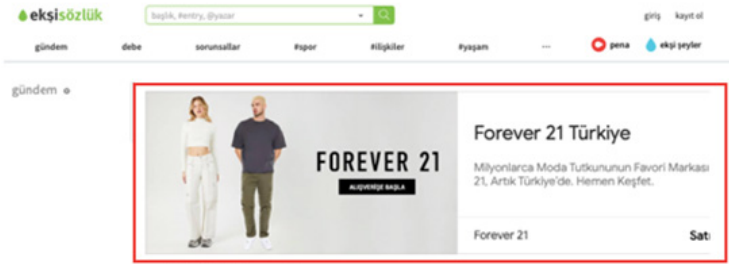 ekşisözlük
başlık, #entry, @yazar
giriş kayıt ol
gündem debe sorunsallar #spor #ilişkiler #yaşam ... pena ekşi şeyler
gündem
FOREVER 21
ALIŞVERİŞE BAŞLA
Forever 21 Türkiye
Milyonlarca Moda Tutkununun Favori Markası
21, Artık Türkiye'de. Hemen Keşfet.
Forever 21 Satı